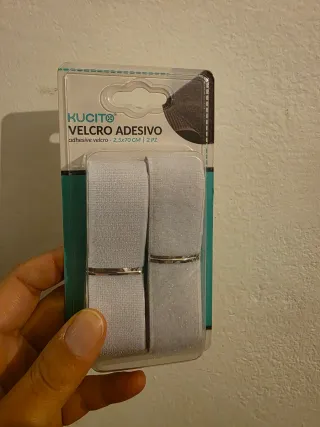 KUCITO
VELCRO ADESIVO
adhesive velcro - 2,5x70 CM | 2 PZ.